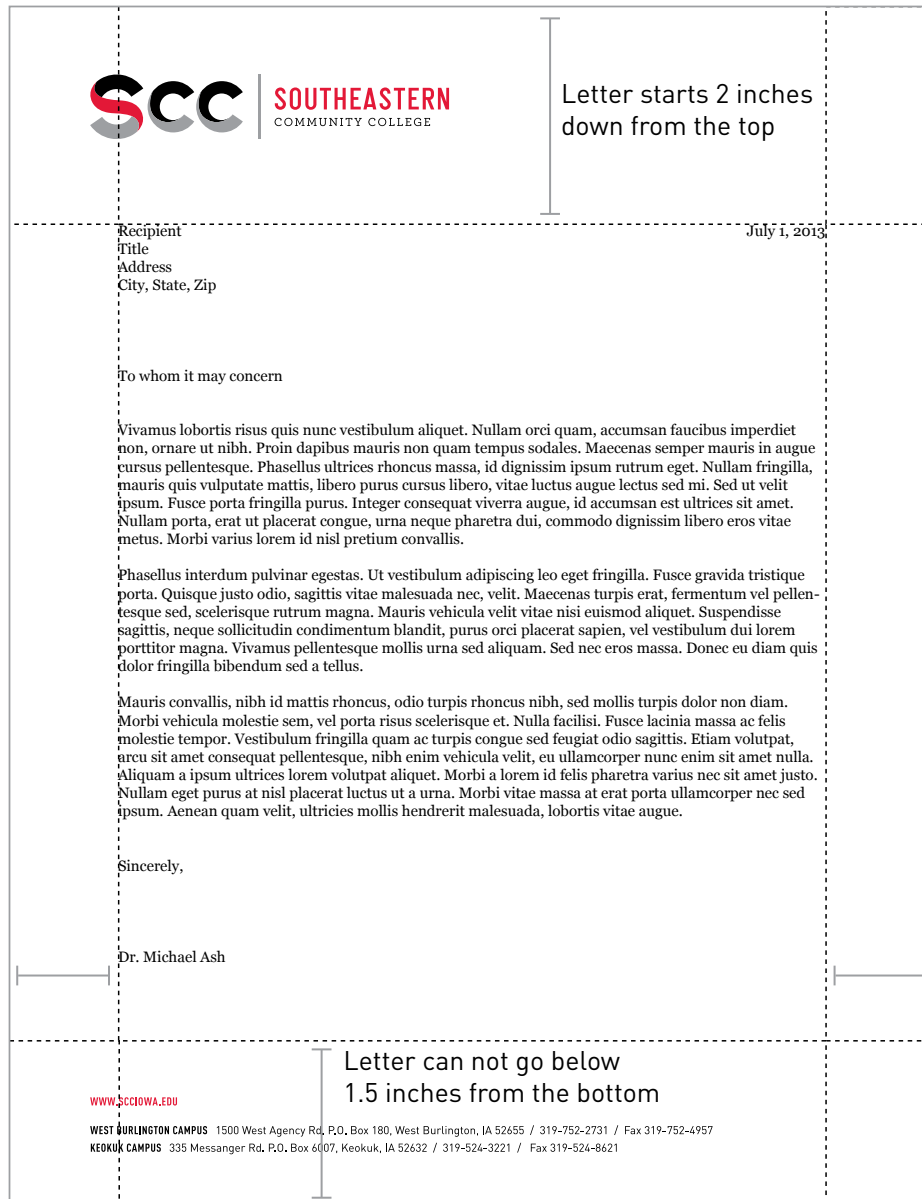 SCC SOUTHEASTERN
COMMUNITY COLLEGE
Letter starts 2 inches
down from the top
Recipient July 1, 2013
Title
Address
City, State, Zip
To whom it may concern
Vivamus lobortis risus quis nunc vestibulum aliquet. Nullam orci quam, accumsan faucibus imperdiet
non, ornare ut nibh. Proin dapibus mauris non quam tempus sodales. Maecenas semper mauris in augue
cursus pellentesque. Phasellus ultrices rhoncus massa, id dignissim ipsum rutrum eget. Nullam fringilla,
mauris quis vulputate mattis, libero purus cursus libero, vitae luctus augue lectus sed mi. Sed ut velit
ipsum. Fusce porta fringilla purus. Integer consequat viverra augue, id accumsan est ultrices sit amet.
Nullam porta, erat ut placerat congue, urna neque pharetra dui, commodo dignissim libero eros vitae
metus. Morbi varius lorem id nisl pretium convallis.
Phasellus interdum pulvinar egestas. Ut vestibulum adipiscing leo eget fringilla. Fusce gravida tristique
porta. Quisque justo odio, sagittis vitae malesuada nec, velit. Maecenas turpis erat, fermentum vel pellen-
tesque sed, scelerisque rutrum magna. Mauris vehicula velit vitae nisi euismod aliquet. Suspendisse
sagittis, neque sollicitudin condimentum blandit, purus orci placerat sapien, vel vestibulum dui lorem
porttitor magna. Vivamus pellentesque mollis urna sed aliquam. Sed nec eros massa. Donec eu diam quis
dolor fringilla bibendum sed a tellus.
Mauris convallis, nibh id mattis rhoncus, odio turpis rhoncus nibh, sed mollis turpis dolor non diam.
Morbi vehicula molestie sem, vel porta risus scelerisque et. Nulla facilisi. Fusce lacinia massa ac felis
molestie tempor. Vestibulum fringilla quam ac turpis congue sed feugiat odio sagittis. Etiam volutpat,
arcu sit amet consequat pellentesque, nibh enim vehicula velit, eu ullamcorper nunc enim sit amet nulla.
Aliquam a ipsum ultrices lorem volutpat aliquet. Morbi a lorem id felis pharetra varius nec sit amet justo.
Nullam eget purus at nisl placerat luctus ut a urna. Morbi vitae massa at erat porta ullamcorper nec sed
ipsum. Aenean quam velit, ultricies mollis hendrerit malesuada, lobortis vitae augue.
Sincerely,
Dr. Michael Ash
Letter can not go below
1.5 inches from the bottom
WWW.SCCIOWA.EDU
WEST BURLINGTON CAMPUS 1500 West Agency Rd. P.O. Box 180, West Burlington, IA 52655 / 319-752-2731 / Fax 319-752-4957
KEOKUK CAMPUS 335 Messanger Rd. P.O. Box 6007, Keokuk, IA 52632 / 319-524-3221 / Fax 319-524-8621